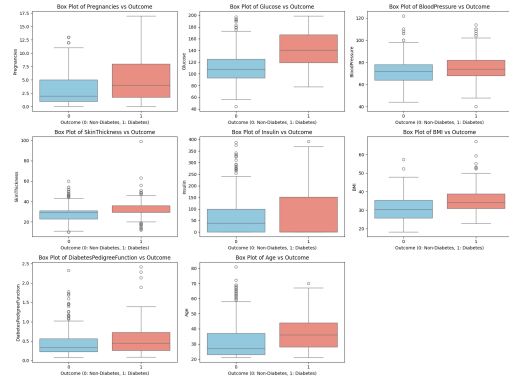 Box Plot of Pregnancies vs Outcome
Pregnancies
17.5
15.0
12.5
10.0
7.5
5.0
2.5
0.0
0
1
Outcome (0: Non-Diabetes, 1: Diabetes)
Box Plot of Glucose vs Outcome
Glucose
200
180
160
140
120
100
80
60
40
0
1
Outcome (0: Non-Diabetes, 1: Diabetes)
Box Plot of BloodPressure vs Outcome
BloodPressure
120
100
80
60
40
0
1
Outcome (0: Non-Diabetes, 1: Diabetes)
Box Plot of SkinThickness vs Outcome
SkinThickness
100
80
60
40
20
0
1
Outcome (0: Non-Diabetes, 1: Diabetes)
Box Plot of Insulin vs Outcome
Insulin
400
350
300
250
200
150
100
50
0
0
1
Outcome (0: Non-Diabetes, 1: Diabetes)
Box Plot of BMI vs Outcome
BMI
60
50
40
30
20
0
1
Outcome (0: Non-Diabetes, 1: Diabetes)
Box Plot of DiabetesPedigreeFunction vs Outcome
DiabetesPedigreeFunction
2.5
2.0
1.5
1.0
0.5
0.0
0
1
Outcome (0: Non-Diabetes, 1: Diabetes)
Box Plot of Age vs Outcome
Age
80
70
60
50
40
30
20
0
1
Outcome (0: Non-Diabetes, 1: Diabetes)